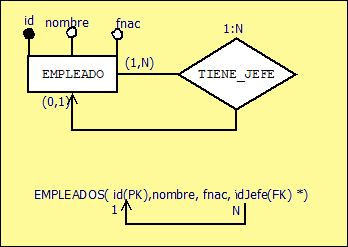 id nombre fnac
1:N
EMPLEADO (1,N) TIENE_JEFE
(0,1)
EMPLEADOS( id(PK),nombre, fnac, idJefe(FK) *)
1 N